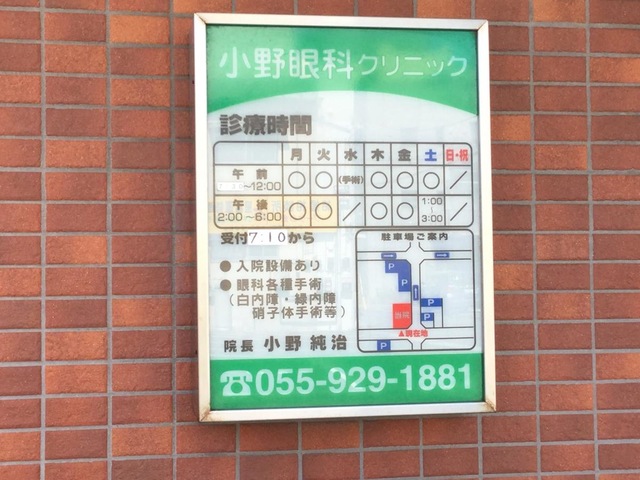 小野眼科クリニック
診療時間
月 火 水 木 金 土 日・祝
午前 ~12:00 ○ ○ (手術) ○ ○ ○ ／
午後 2:00~6:00 ○ ○ ／ ○ ○ 1:00 3:00 ／
受付7:10から
駐車場ご案内
● 入院設備あり
● 眼科各種手術
(白内障・緑内障
硝子体手術等)
P
P
P
P
P
当院
▲現在地
院長 小野 純治
☎055-929-1881